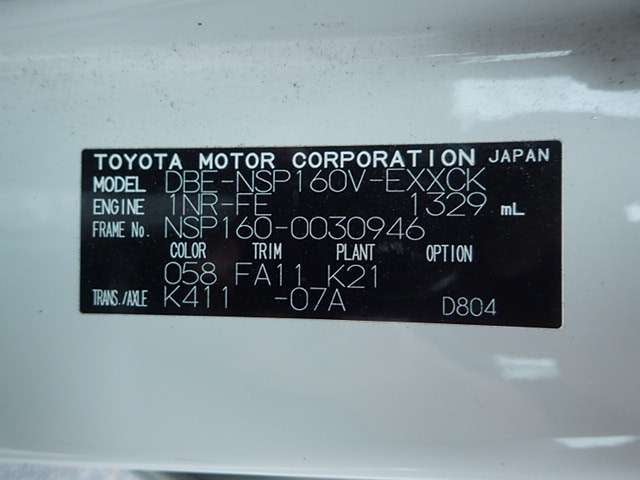 TOYOTA MOTOR CORPORATION JAPAN
MODEL DBE-NSP160V-EXXCK
ENGINE 1NR-FE 1329 mL
FRAME No. NSP160-0030946
COLOR TRIM PLANT OPTION
058 FA11 K21
TRANS./AXLE K411 -07A D804